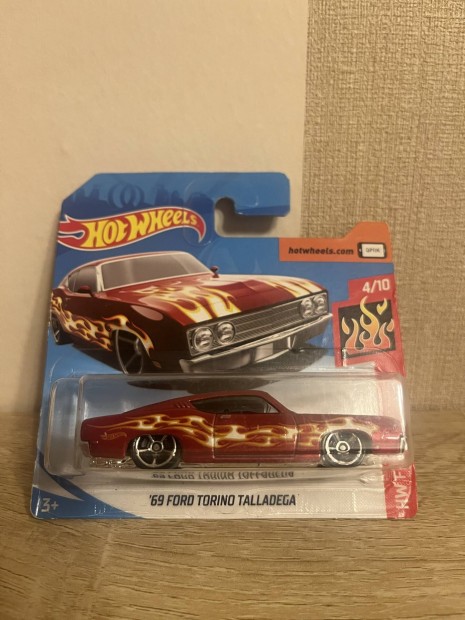 HOT WHEELS
hotwheels.com
4/10
'69 FORD TORINO TALLADEGA
3+